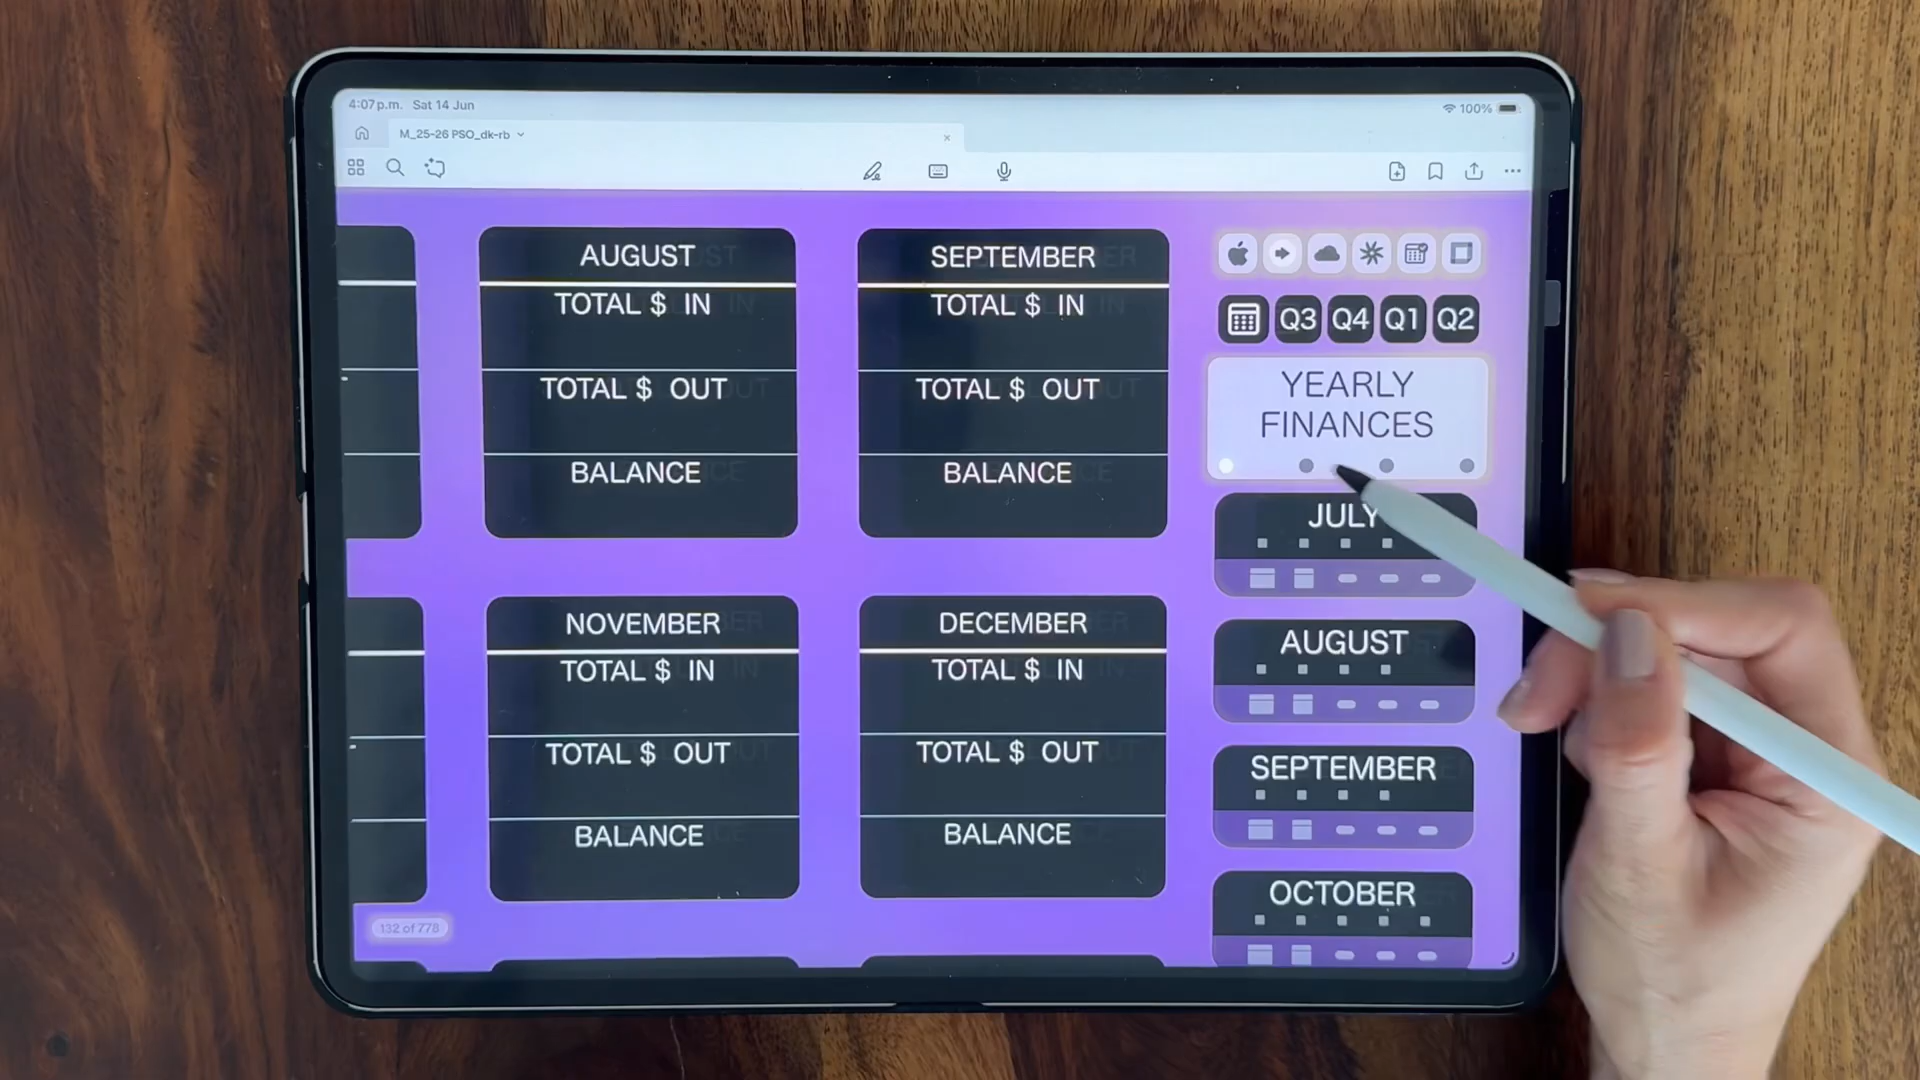 4:07 p.m. Sat 14 Jun
100%
M_25-26 PSO_dk-rb
AUGUST
TOTAL $ IN
TOTAL $ OUT
BALANCE
SEPTEMBER
TOTAL $ IN
TOTAL $ OUT
BALANCE
NOVEMBER
TOTAL $ IN
TOTAL $ OUT
BALANCE
DECEMBER
TOTAL $ IN
TOTAL $ OUT
BALANCE
Q3 Q4 Q1 Q2
YEARLY
FINANCES
JULY
AUGUST
SEPTEMBER
OCTOBER
132 of 778